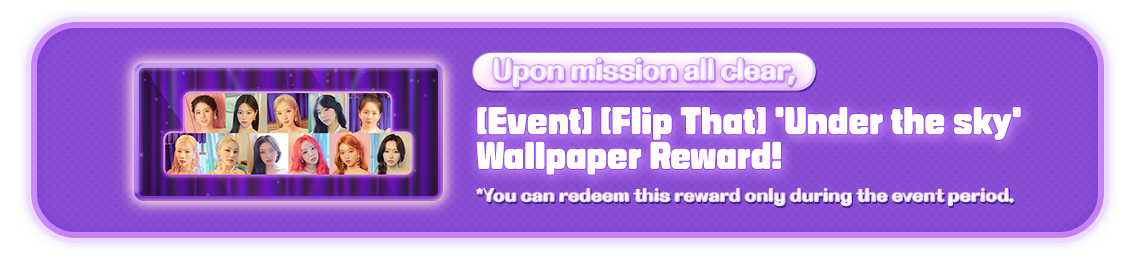 Upon mission all clear,
[Event] [Flip That] 'Under the sky'
Wallpaper Reward!
*You can redeem this reward only during the event period.